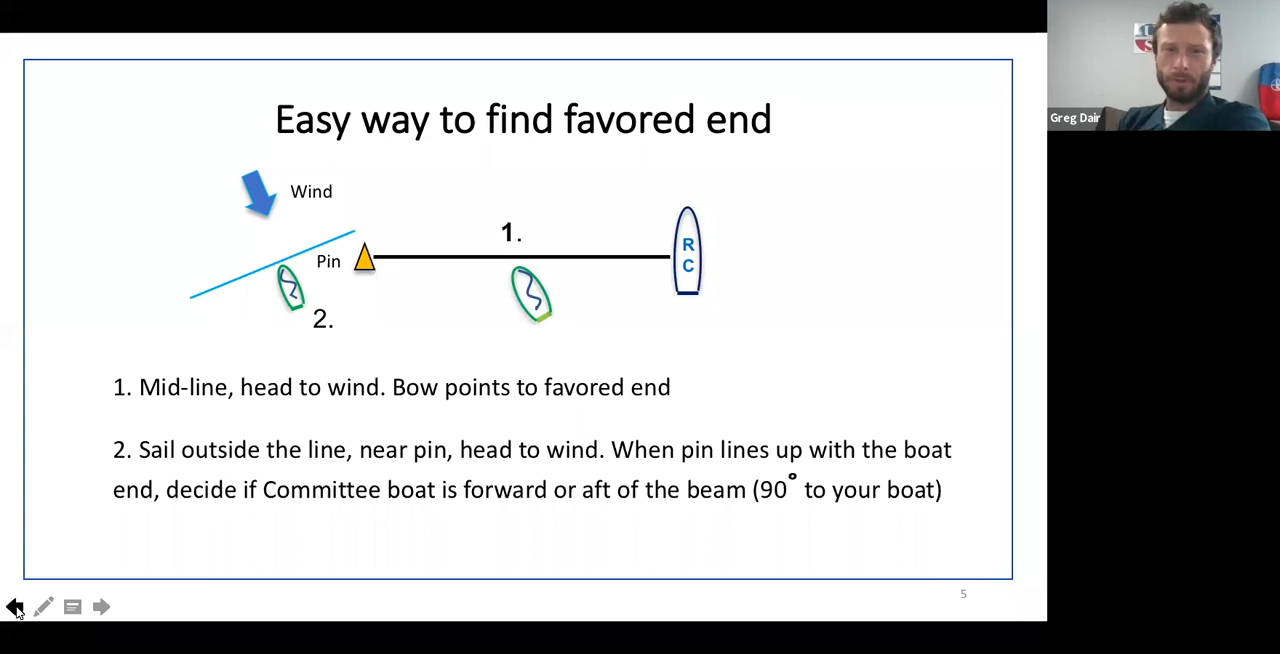 Easy way to find favored end
Wind
1.
Pin
R
C
2.
1. Mid-line, head to wind. Bow points to favored end
2. Sail outside the line, near pin, head to wind. When pin lines up with the boat
end, decide if Committee boat is forward or aft of the beam (90° to your boat)
5
Greg Dair